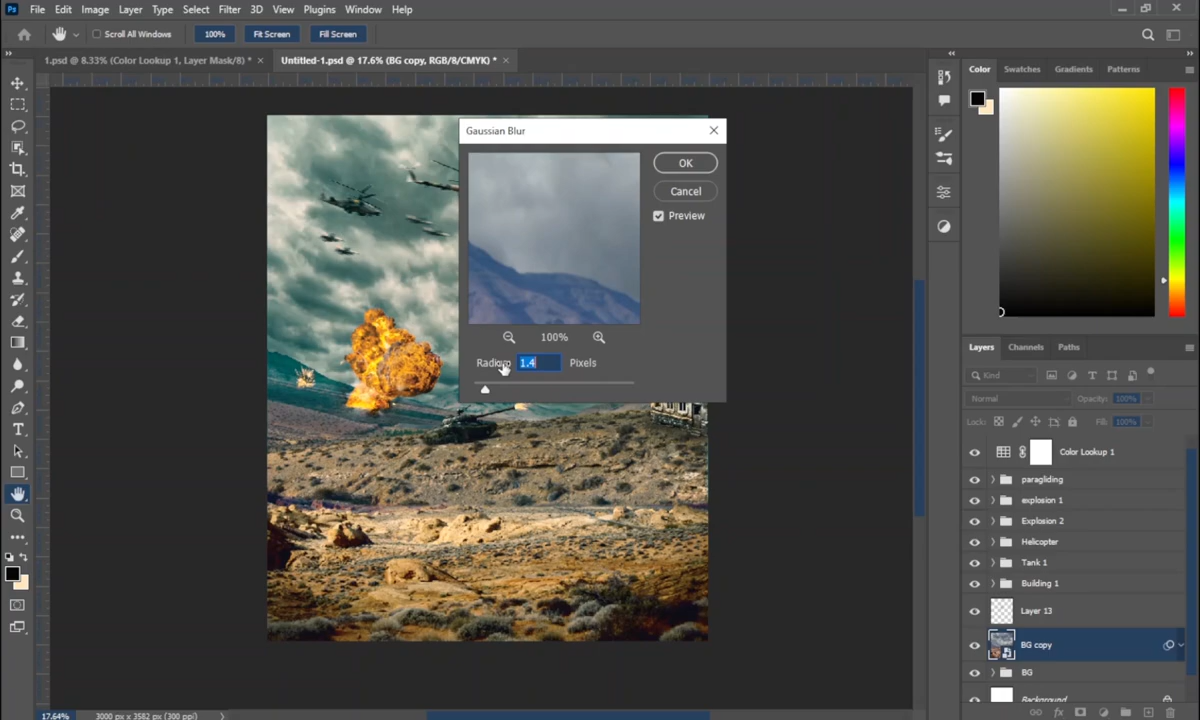 Ps File Edit Image Layer Type Select Filter 3D View Plugins Window Help
Scroll All Windows 100% Fit Screen Fill Screen
1.psd @ 8.33% (Color Lookup 1, Layer Mask/8) * × Untitled-1.psd @ 17.6% (BG copy, RGB/8/CMYK) * ×
Color Swatches Gradients Patterns
Gaussian Blur
OK
Cancel
Preview
100%
Radius 1.4 Pixels
Layers Channels Paths
Kind
Normal Opacity: 100%
Lock: Fill: 100%
Color Lookup 1
paragliding
explosion 1
Explosion 2
Helicopter
Tank 1
Building 1
Layer 13
BG copy
BG
Background
17.64% 3000 px x 3582 px (300 ppi)